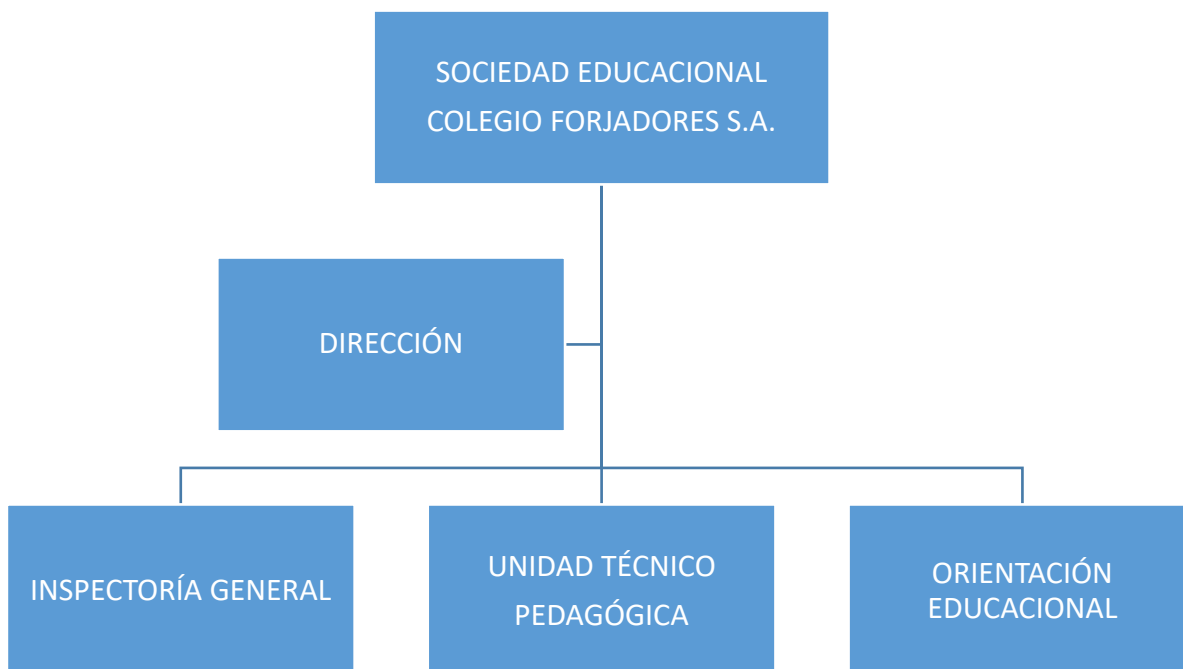 SOCIEDAD EDUCACIONAL
COLEGIO FORJADORES S.A.
DIRECCIÓN
INSPECTORÍA GENERAL
UNIDAD TÉCNICO
PEDAGÓGICA
ORIENTACIÓN
EDUCACIONAL